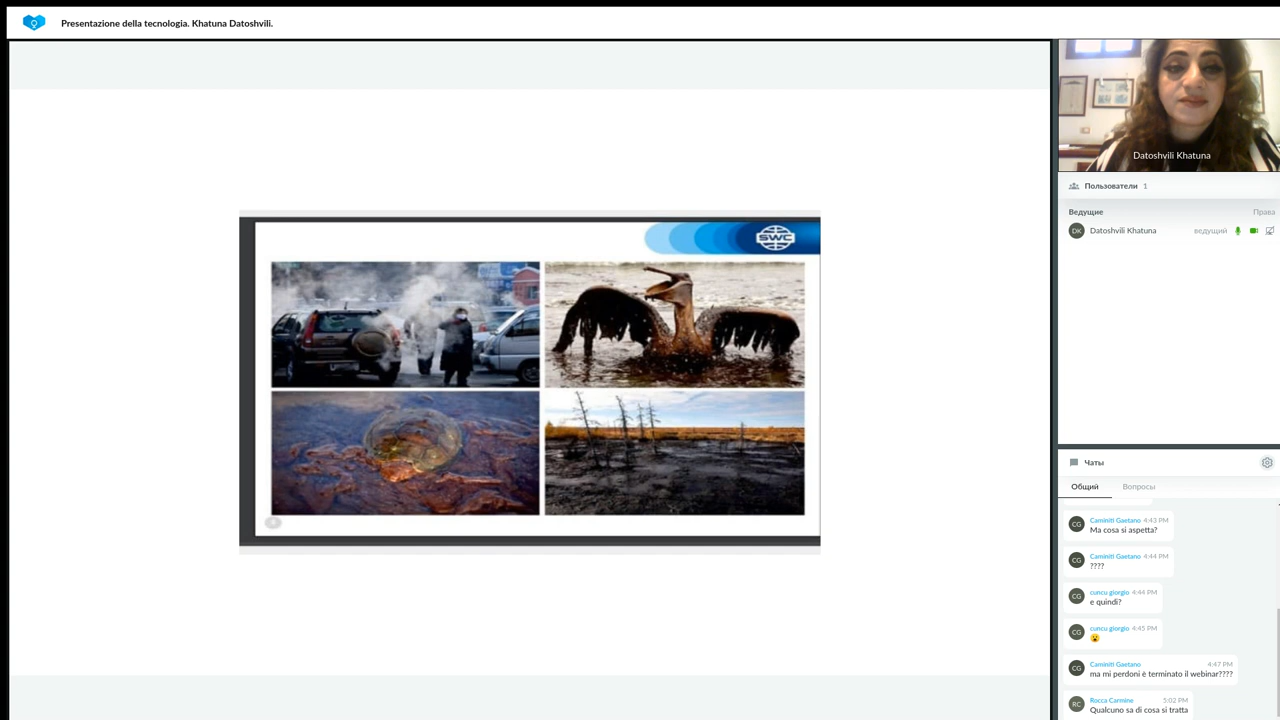 Presentazione della tecnologia. Khatuna Datoshvili.
SWC
Datoshvili Khatuna
Пользователи 1
Ведущие Права
DK Datoshvili Khatuna ведущий
Чаты
Общий Вопросы
CG Caminiti Gaetano 4:43 PM
Ma cosa si aspetta?
CG Caminiti Gaetano 4:44 PM
????
CG cuncu giorgio 4:44 PM
e quindi?
CG cuncu giorgio 4:45 PM
😮
CG Caminiti Gaetano 4:47 PM
ma mi perdoni è terminato il webinar????
RC Rocca Carmine 5:02 PM
Qualcuno sa di cosa si tratta